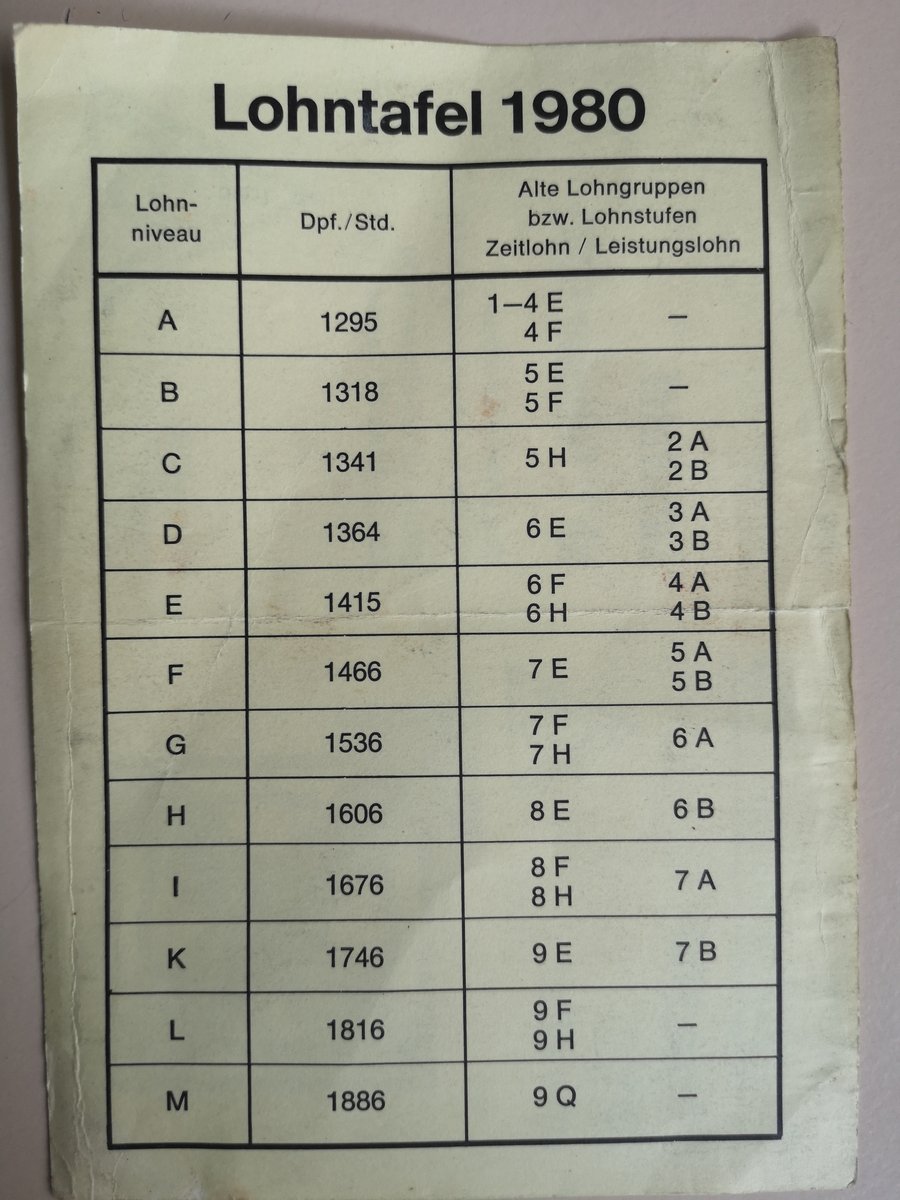 Lohntafel 1980
Lohn-
niveau
Dpf./Std.
Alte Lohngruppen
bzw. Lohnstufen
Zeitlohn / Leistungslohn
A 1295 1—4 E —
4 F
B 1318 5 E —
5 F
C 1341 5 H 2 A
2 B
D 1364 6 E 3 A
3 B
E 1415 6 F 4 A
6 H 4 B
F 1466 7 E 5 A
5 B
G 1536 7 F 6 A
7 H
H 1606 8 E 6 B
I 1676 8 F 7 A
8 H
K 1746 9 E 7 B
L 1816 9 F —
9 H
M 1886 9 Q —